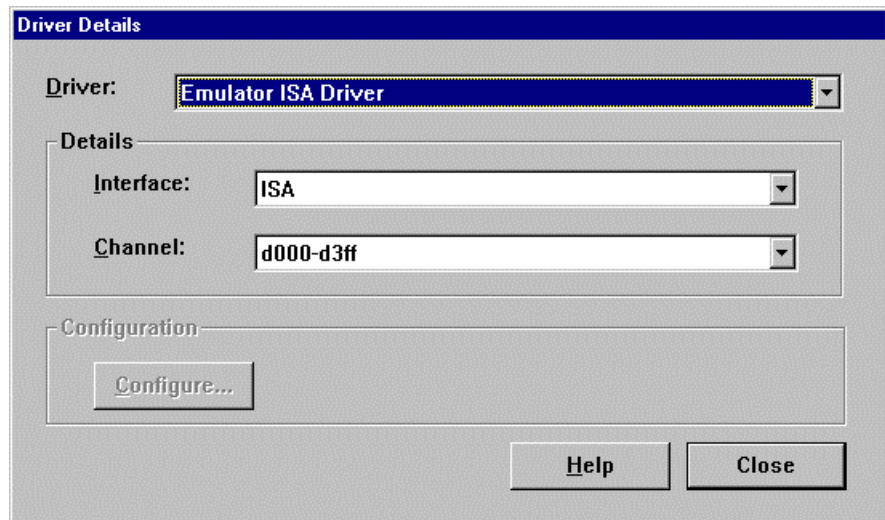 Driver Details
Driver: Emulator ISA Driver
Details
Interface: ISA
Channel: d000-d3ff
Configuration
Configure...
Help Close